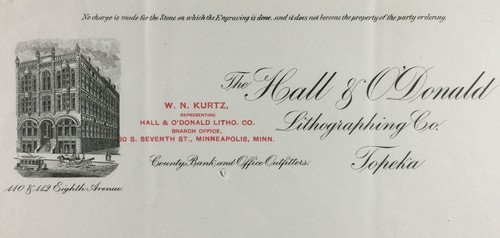 No charge is made for the Stone on which the Engraving is done, and it does not become the property of the party ordering.
The Hall & O'Donald
Lithographing Co.
Topeka
W. N. KURTZ,
REPRESENTING
HALL & O'DONALD LITHO. CO.
BRANCH OFFICE,
30 S. SEVENTH ST., MINNEAPOLIS, MINN.
County, Bank and Office Outfitters.
110 & 112 Eighth Avenue